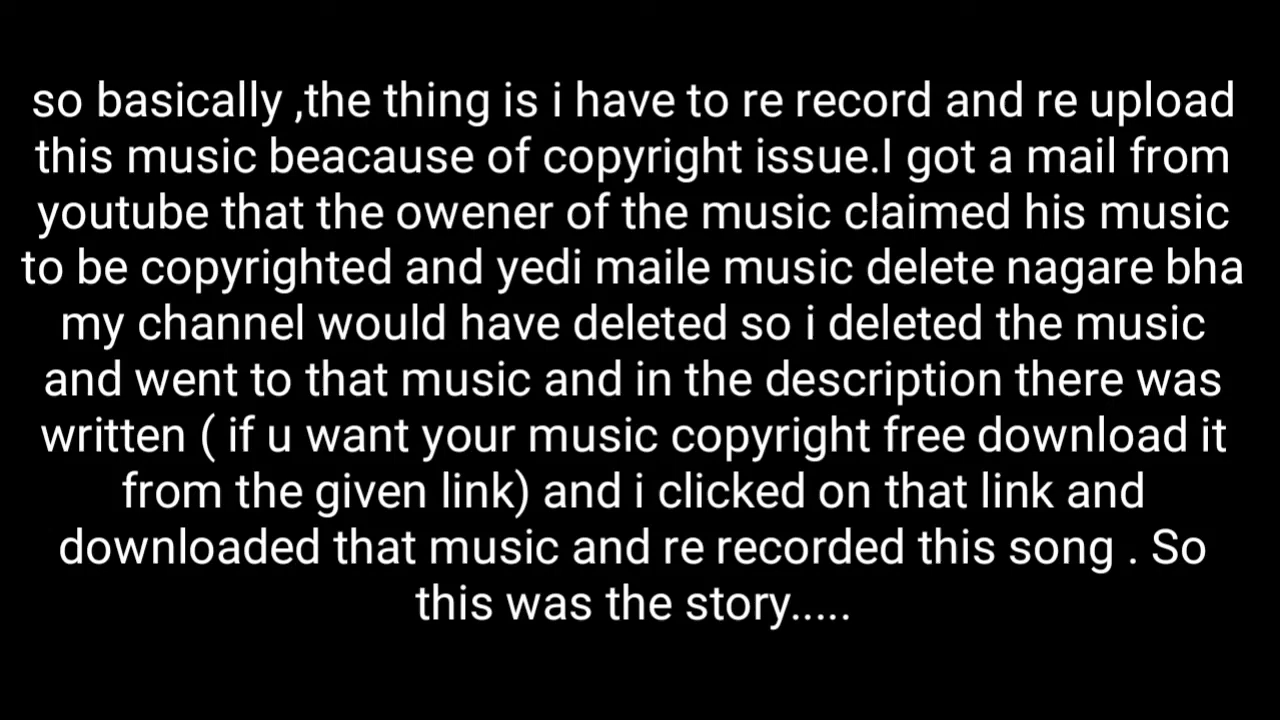 so basically ,the thing is i have to re record and re upload
this music beacause of copyright issue.I got a mail from
youtube that the owener of the music claimed his music
to be copyrighted and yedi maile music delete nagare bha
my channel would have deleted so i deleted the music
and went to that music and in the description there was
written ( if u want your music copyright free download it
from the given link) and i clicked on that link and
downloaded that music and re recorded this song . So
this was the story.....